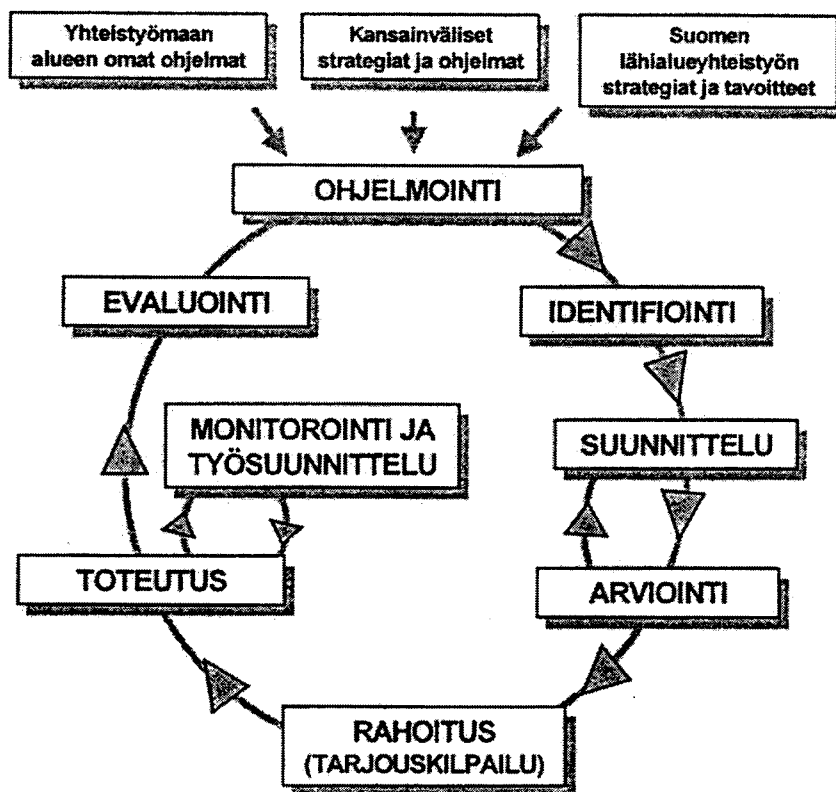 Yhteistyömaan
alueen omat ohjelmat
Kansainväliset
strategiat ja ohjelmat
Suomen
lähialueyhteistyön
strategiat ja tavoitteet
OHJELMOINTI
EVALUOINTI
IDENTIFIOINTI
MONITOROINTI JA
TYÖSUUNNITTELU
SUUNNITTELU
TOTEUTUS
ARVIOINTI
RAHOITUS
(TARJOUSKILPAILU)